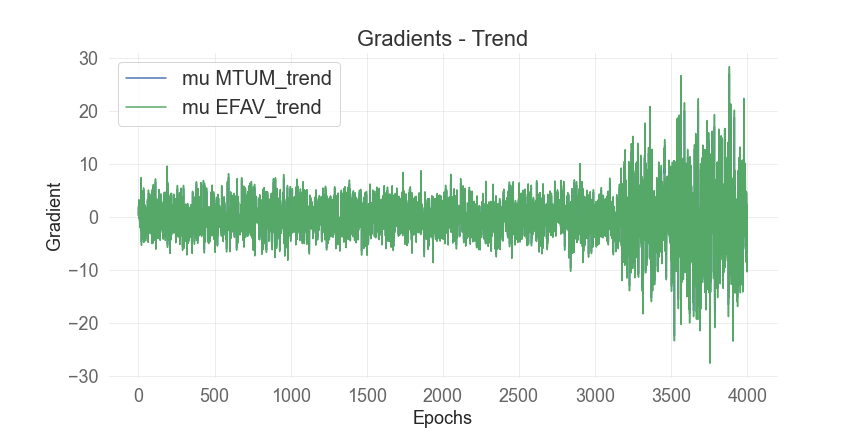 Gradients - Trend
mu MTUM_trend
mu EFAV_trend
30
20
10
0
−10
−20
−30
Gradient
0 500 1000 1500 2000 2500 3000 3500 4000
Epochs